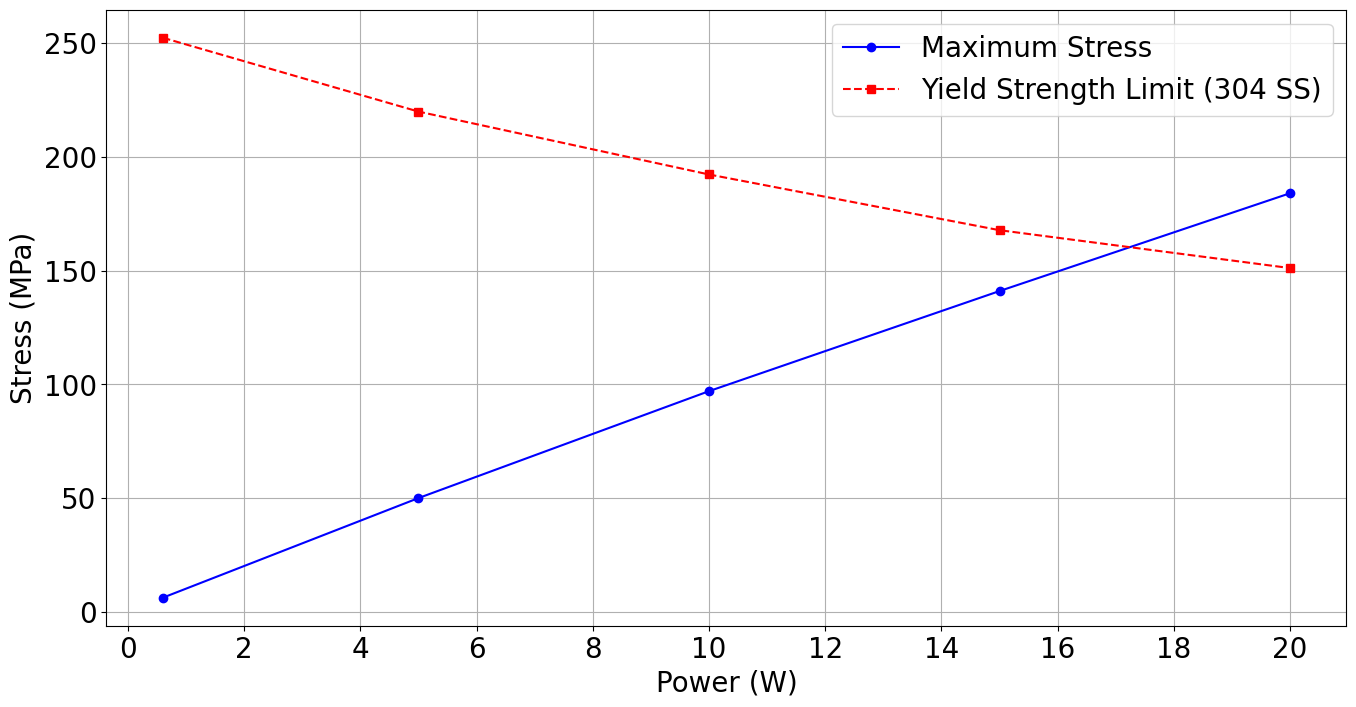 Maximum Stress
Yield Strength Limit (304 SS)
Stress (MPa)
250
200
150
100
50
0
0 2 4 6 8 10 12 14 16 18 20
Power (W)